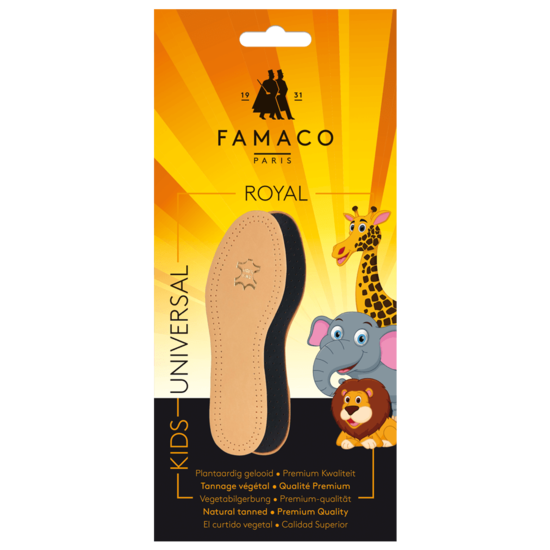 19 31
FAMACO
PARIS
ROYAL
KIDS UNIVERSAL
Plantaardig gelooid • Premium Kwaliteit
Tannage végétal • Qualité Premium
Vegetabilgerbung • Premium-qualität
Natural tanned • Premium Quality
El curtido vegetal • Calidad Superior